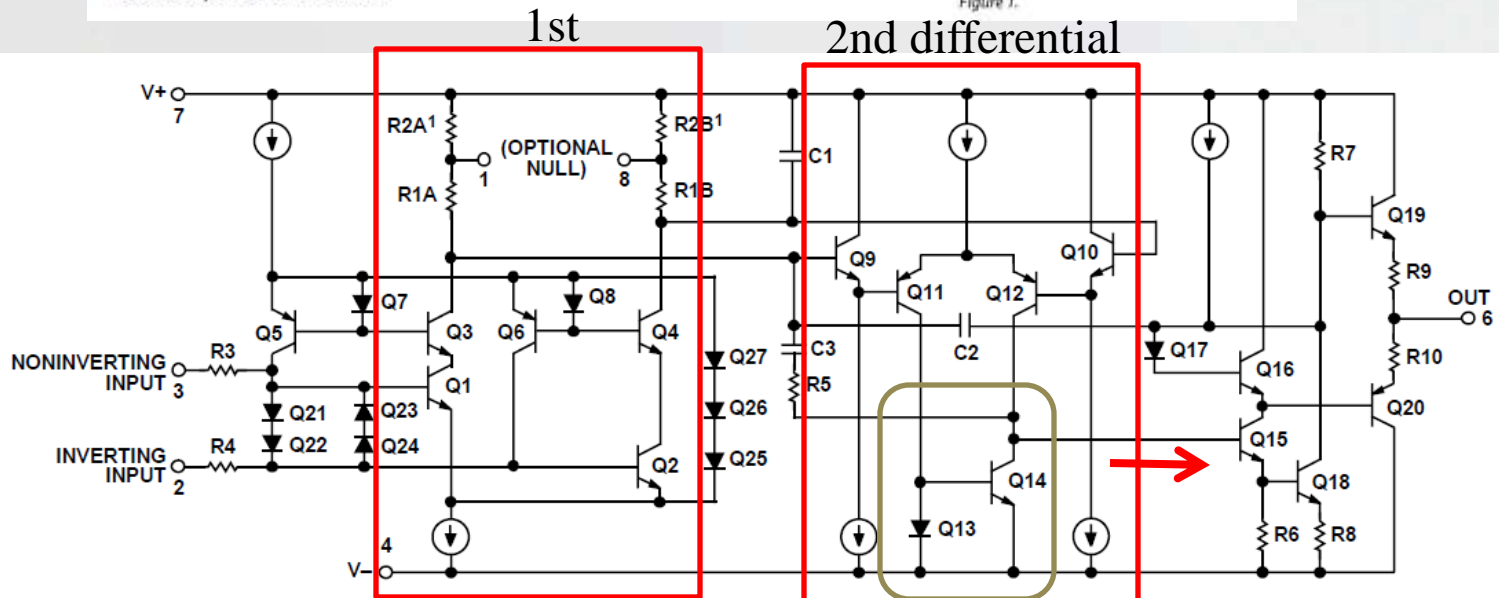 Figure 1.
1st
2nd differential
V+
7
R2A¹
R2B¹
(OPTIONAL
NULL)
1
8
R1A
R1B
C1
R7
Q19
Q9
Q10
R9
Q7
Q8
Q11
Q12
OUT
6
Q5
Q3
Q6
Q4
NONINVERTING
INPUT
3
R3
Q27
C3
C2
Q17
Q16
R10
Q1
R5
Q20
Q21
Q23
Q26
Q15
INVERTING
INPUT
2
R4
Q22
Q24
Q2
Q25
Q14
Q18
Q13
R6
R8
4
V–